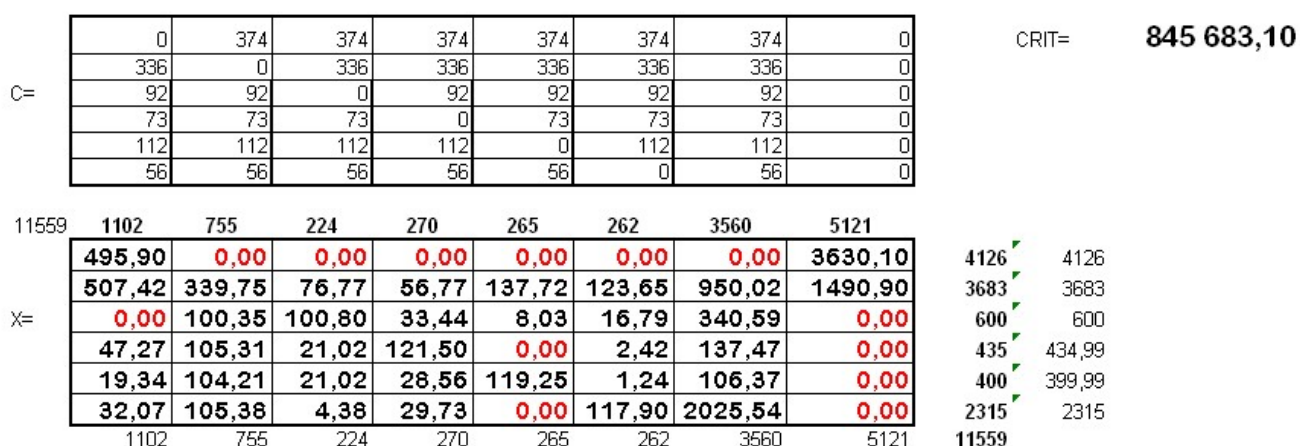 0 374 374 374 374 374 374 0 CRIT= 845 683,10
336 0 336 336 336 336 336 0
C= 92 92 0 92 92 92 92 0
73 73 73 0 73 73 73 0
112 112 112 112 0 112 112 0
56 56 56 56 56 0 56 0
11559 1102 755 224 270 265 262 3560 5121
495,90 0,00 0,00 0,00 0,00 0,00 0,00 3630,10 4126 4126
507,42 339,75 76,77 56,77 137,72 123,65 950,02 1490,90 3683 3683
X= 0,00 100,35 100,80 33,44 8,03 16,79 340,59 0,00 600 600
47,27 105,31 21,02 121,50 0,00 2,42 137,47 0,00 435 434,99
19,34 104,21 21,02 28,56 119,25 1,24 106,37 0,00 400 399,99
32,07 105,38 4,38 29,73 0,00 117,90 2025,54 0,00 2315 2315
1102 755 224 270 265 262 3560 5121 11559